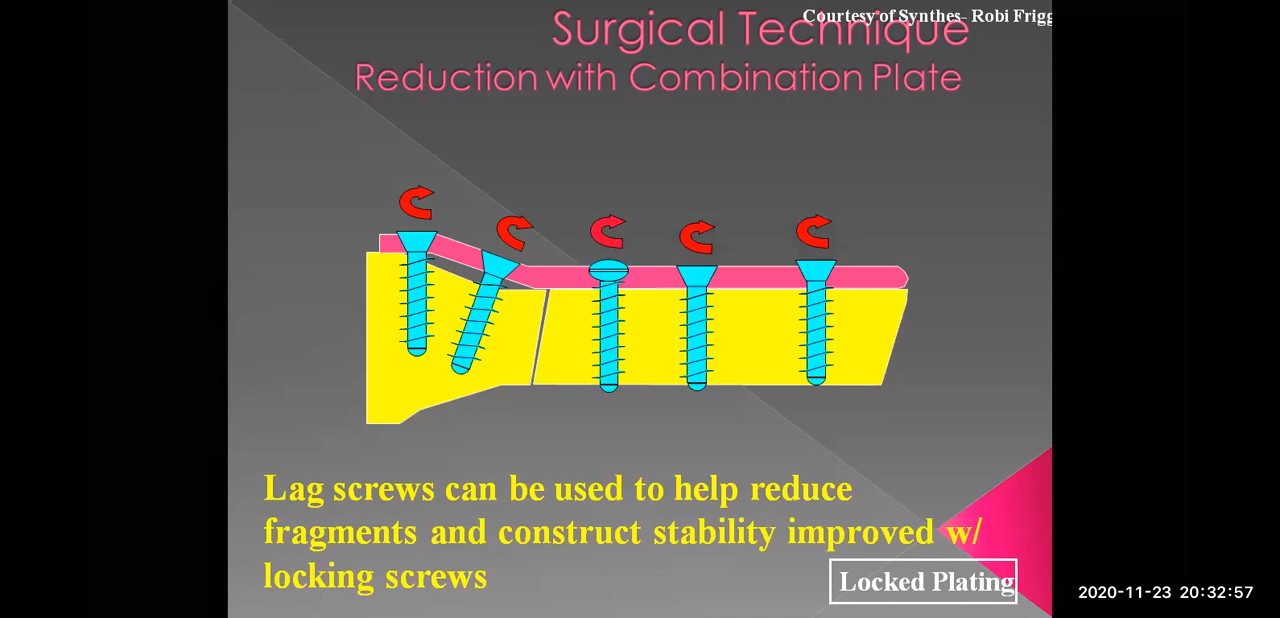 Courtesy of Synthes- Robi Frigg
Surgical Technique
Reduction with Combination Plate
Lag screws can be used to help reduce
fragments and construct stability improved w/
locking screws
Locked Plating
2020-11-23 20:32:57